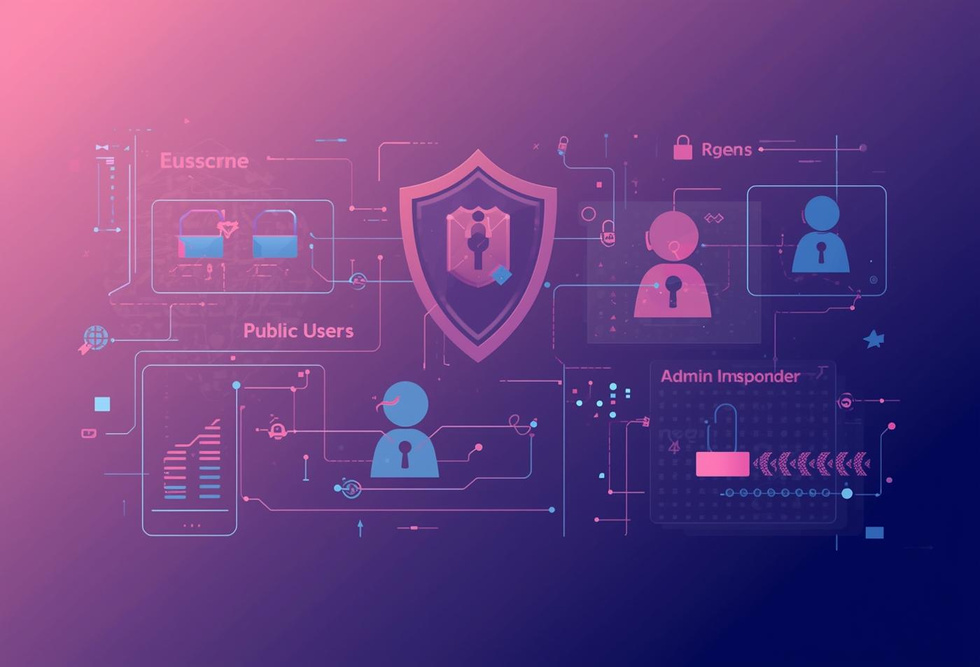 Eusscrne
Rgens
Public Users
Admin Imsponder